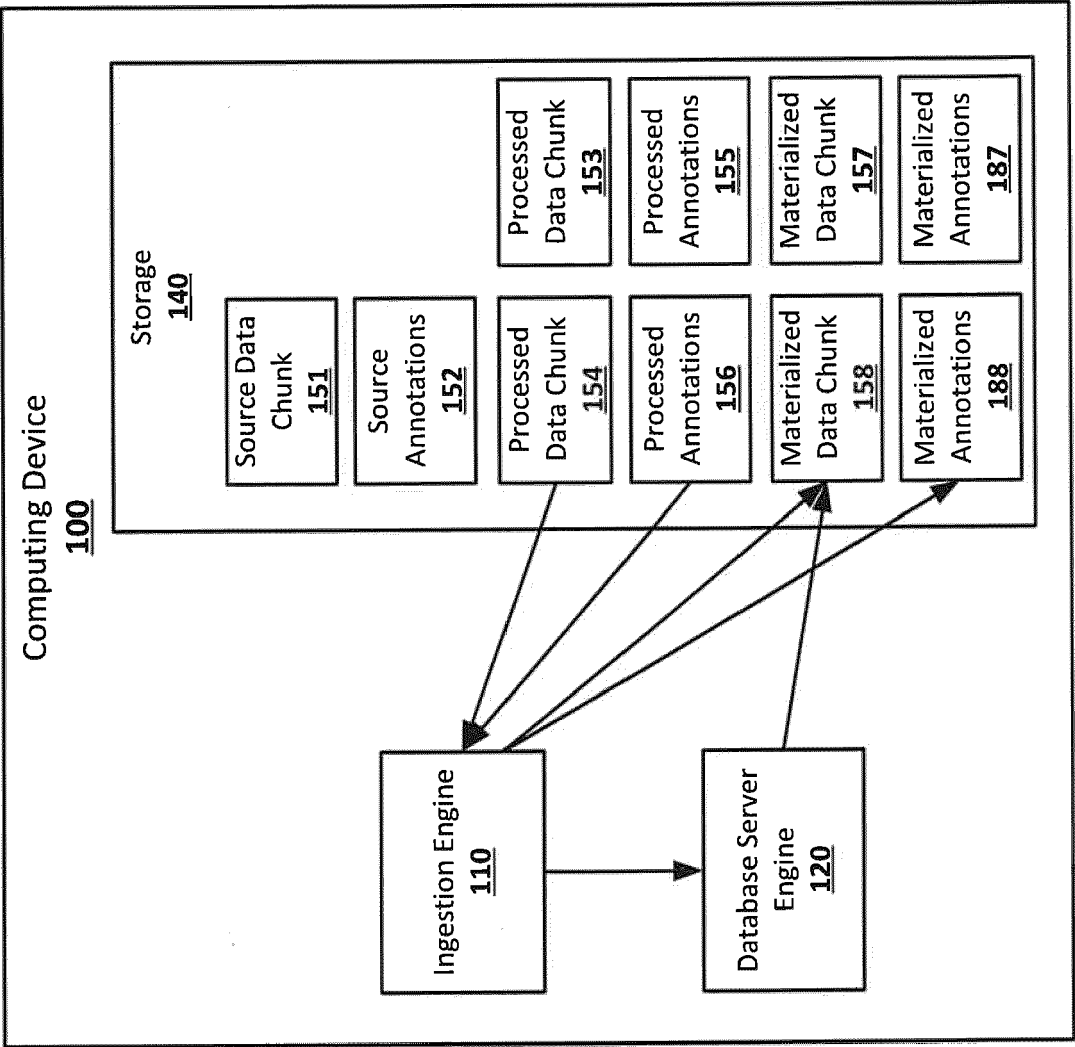 Computing Device
100
Storage
140
Source Data
Chunk
151
Source
Annotations
152
Processed
Data Chunk
154
Processed
Data Chunk
153
Processed
Annotations
156
Processed
Annotations
155
Materialized
Data Chunk
158
Materialized
Data Chunk
157
Materialized
Annotations
188
Materialized
Annotations
187
Ingestion Engine
110
Database Server
Engine
120